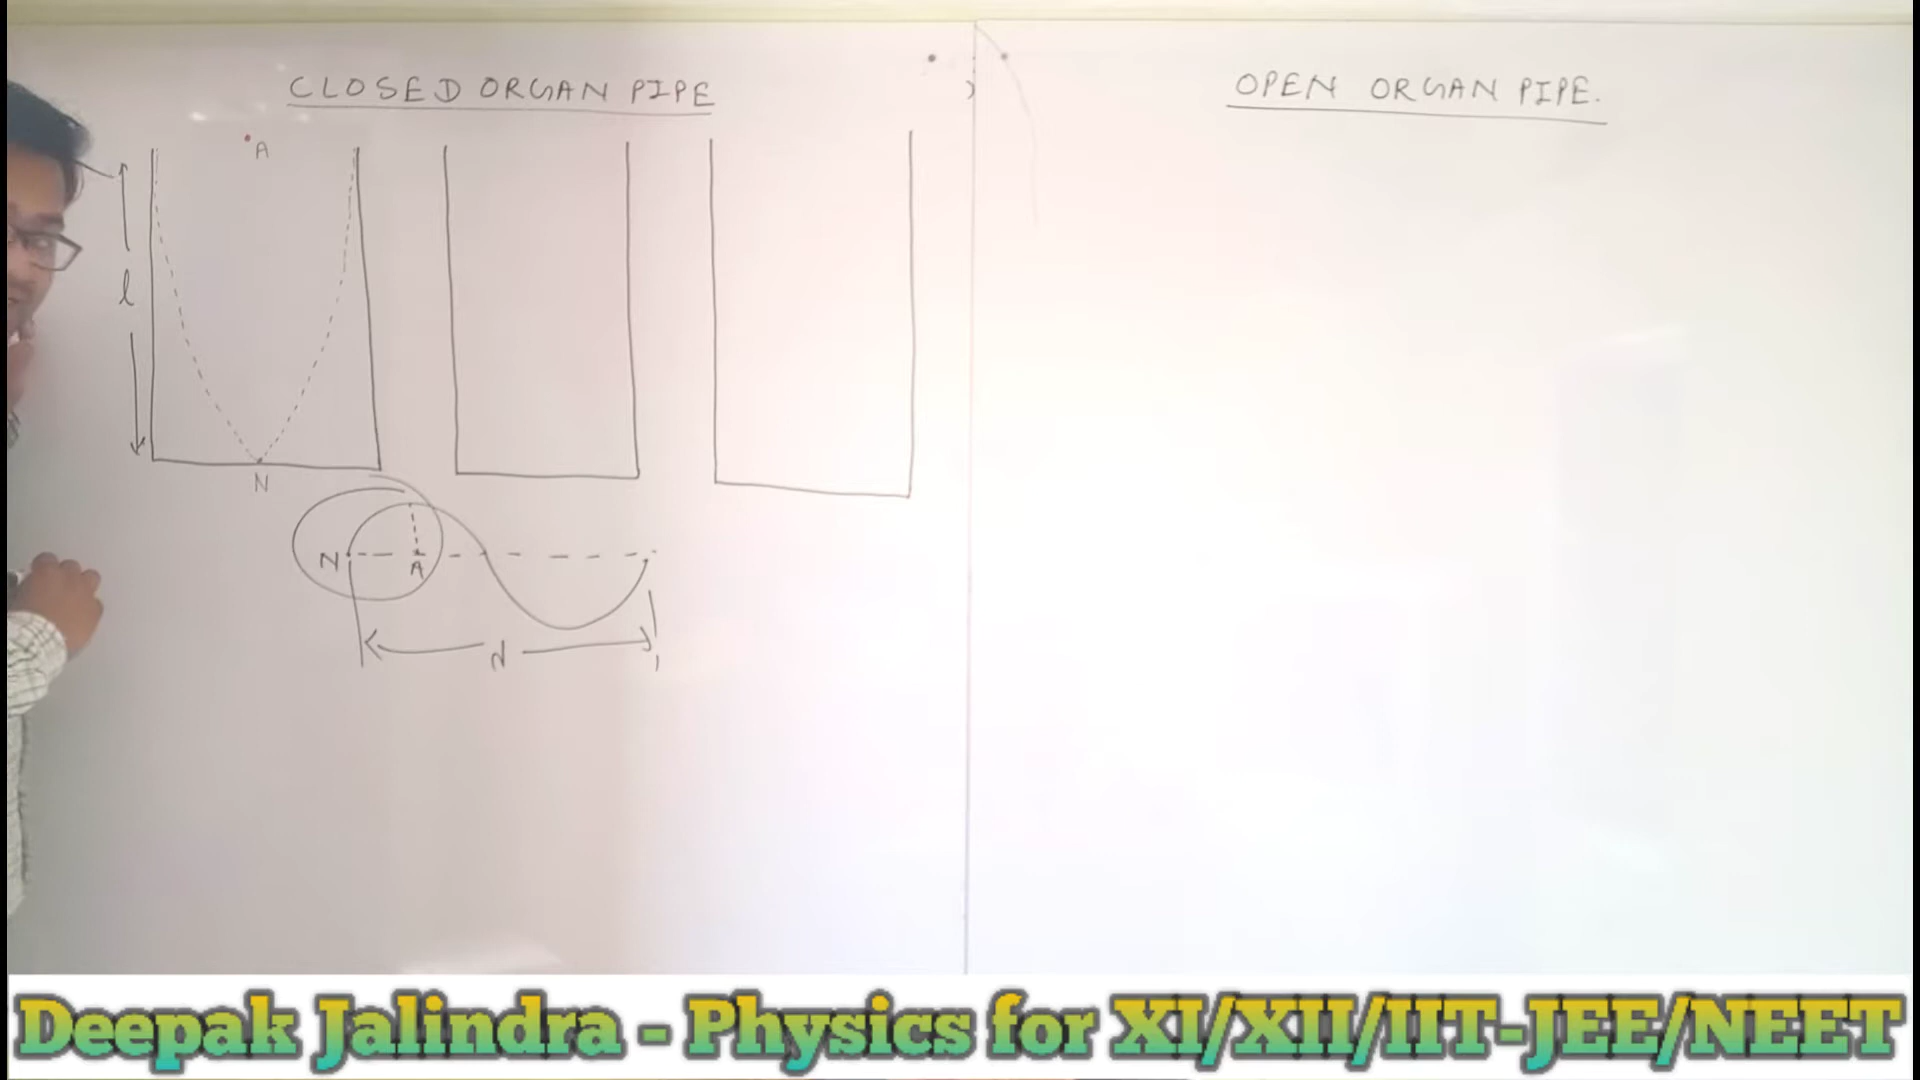 CLOSED ORGAN PIPE
OPEN ORGAN PIPE.
A
l
N
N
A
λ
Deepak Jalindra - Physics for XI/XII/IIT-JEE/NEET